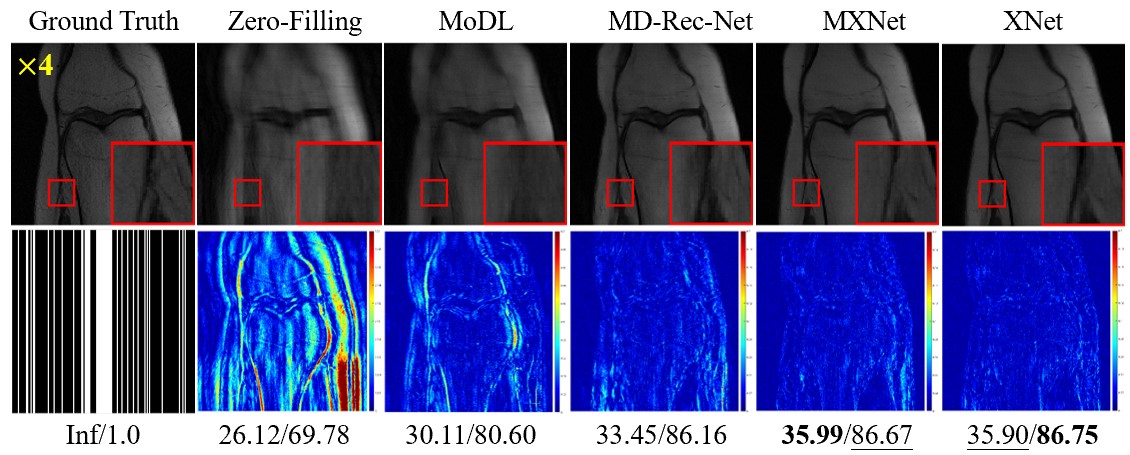 Ground Truth Zero-Filling MoDL MD-Rec-Net MXNet XNet
×4
Inf/1.0 26.12/69.78 30.11/80.60 33.45/86.16 35.99/86.67 35.90/86.75